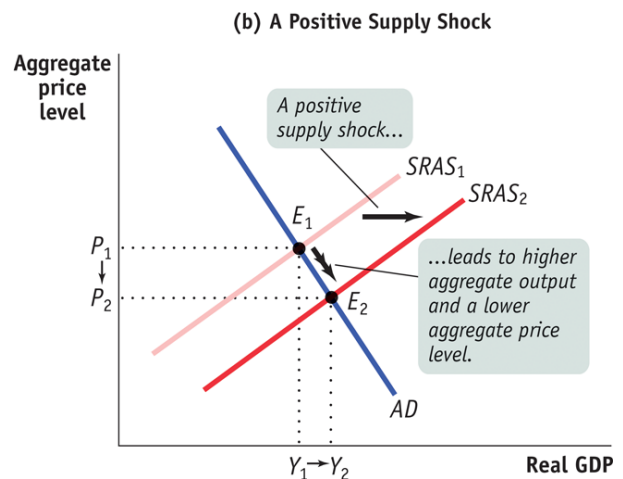 (b) A Positive Supply Shock
Aggregate
price
level
A positive
supply shock...
SRAS₁
SRAS₂
E₁
P₁
↓
P₂
...leads to higher
aggregate output
and a lower
aggregate price
level.
E₂
AD
Y₁→Y₂
Real GDP